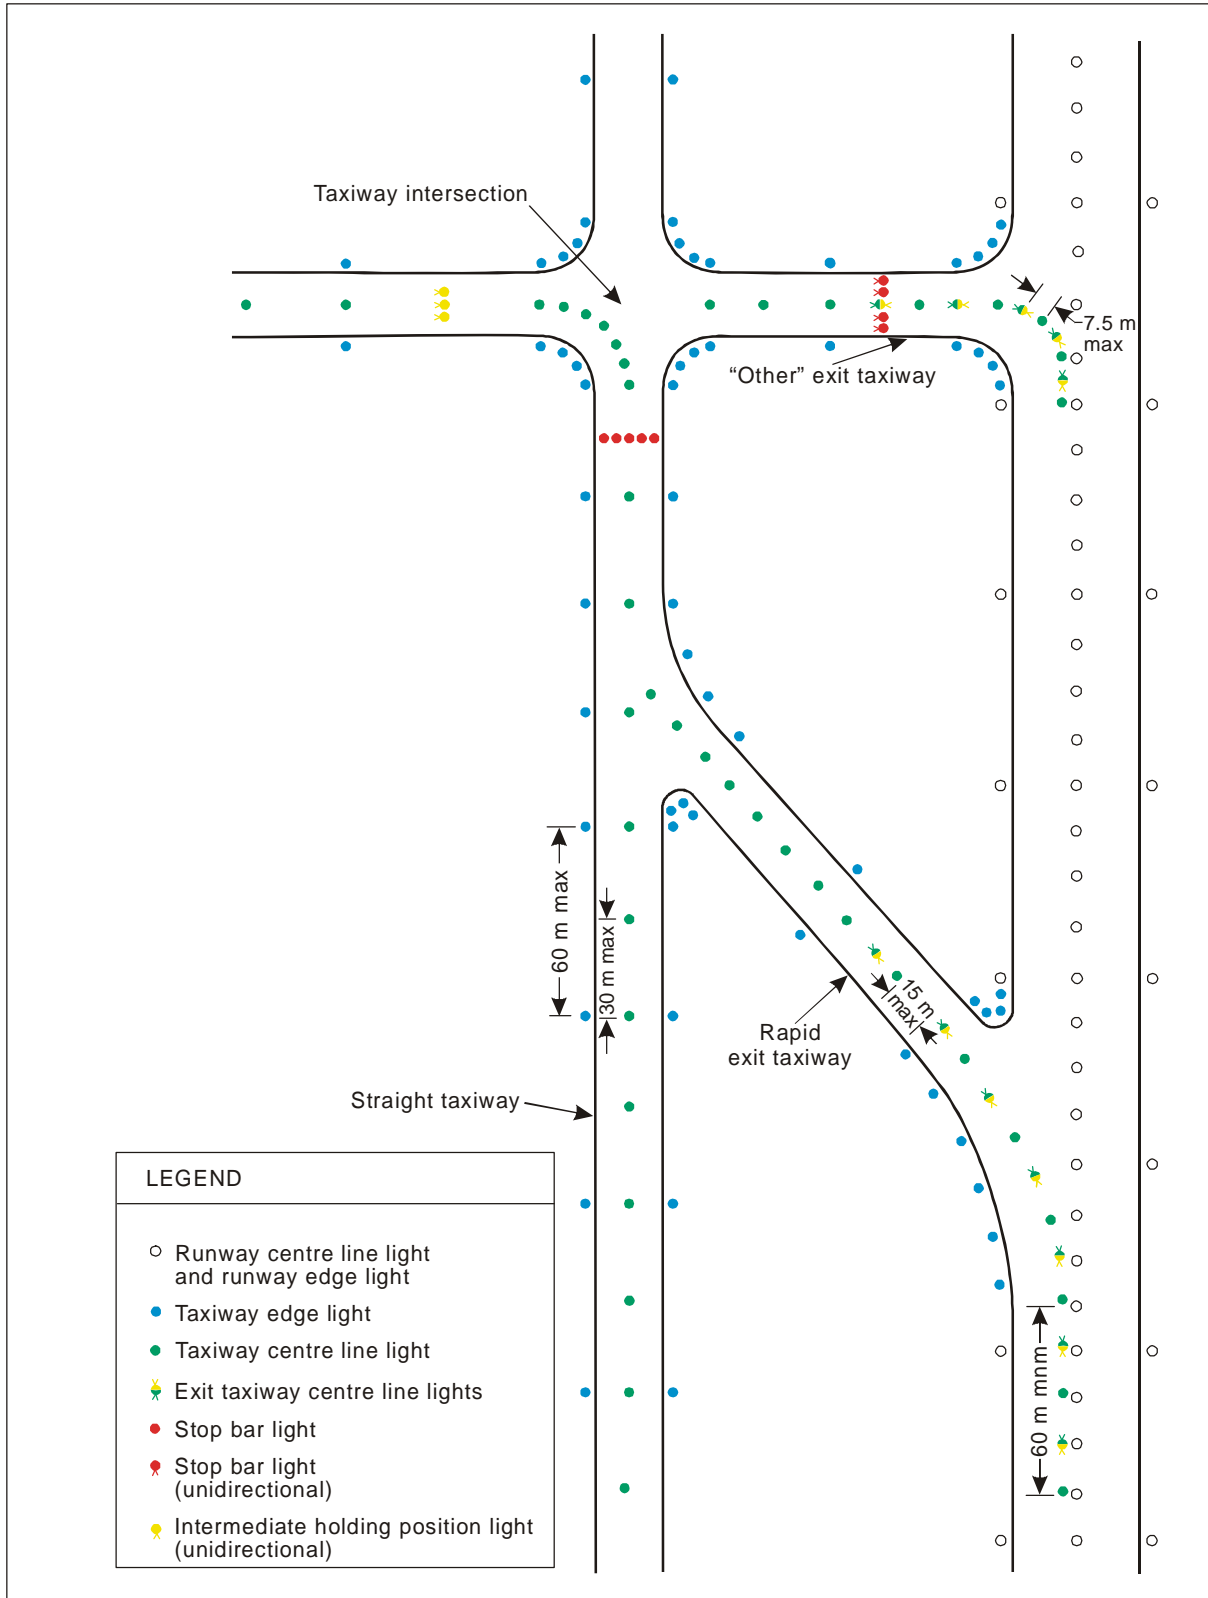 Taxiway intersection
7.5 m
max
“Other” exit taxiway
60 m max
30 m max
15 m
max
Rapid
exit taxiway
Straight taxiway
60 m mnm
LEGEND
Runway centre line light
and runway edge light
Taxiway edge light
Taxiway centre line light
Exit taxiway centre line lights
Stop bar light
Stop bar light
(unidirectional)
Intermediate holding position light
(unidirectional)